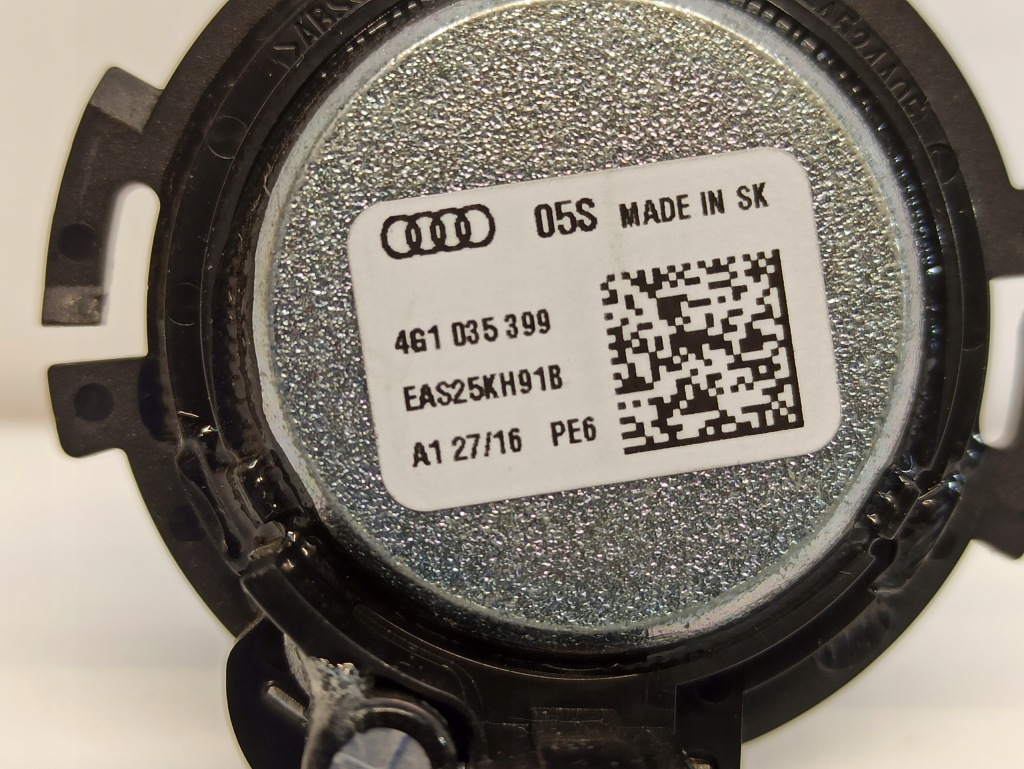 05S MADE IN SK
4G1 035 399
EAS25KH91B
A1 27/16 PE6